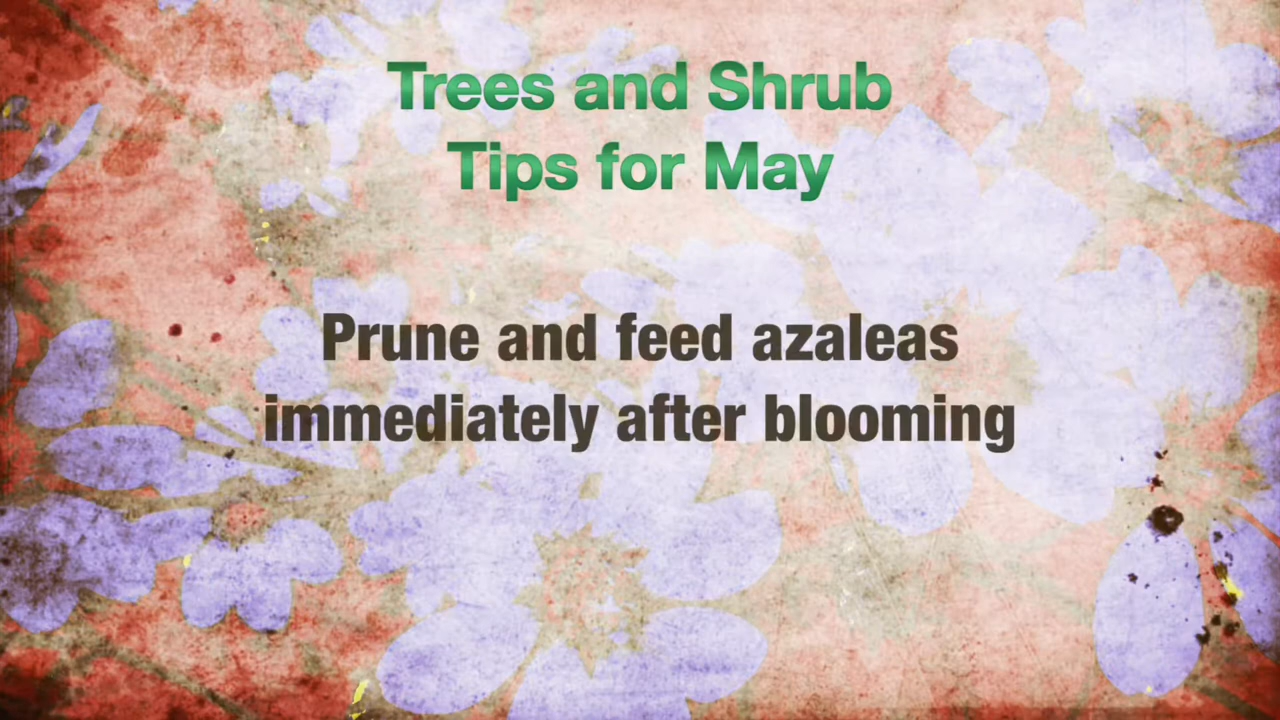 Trees and Shrub
Tips for May
Prune and feed azaleas
immediately after blooming